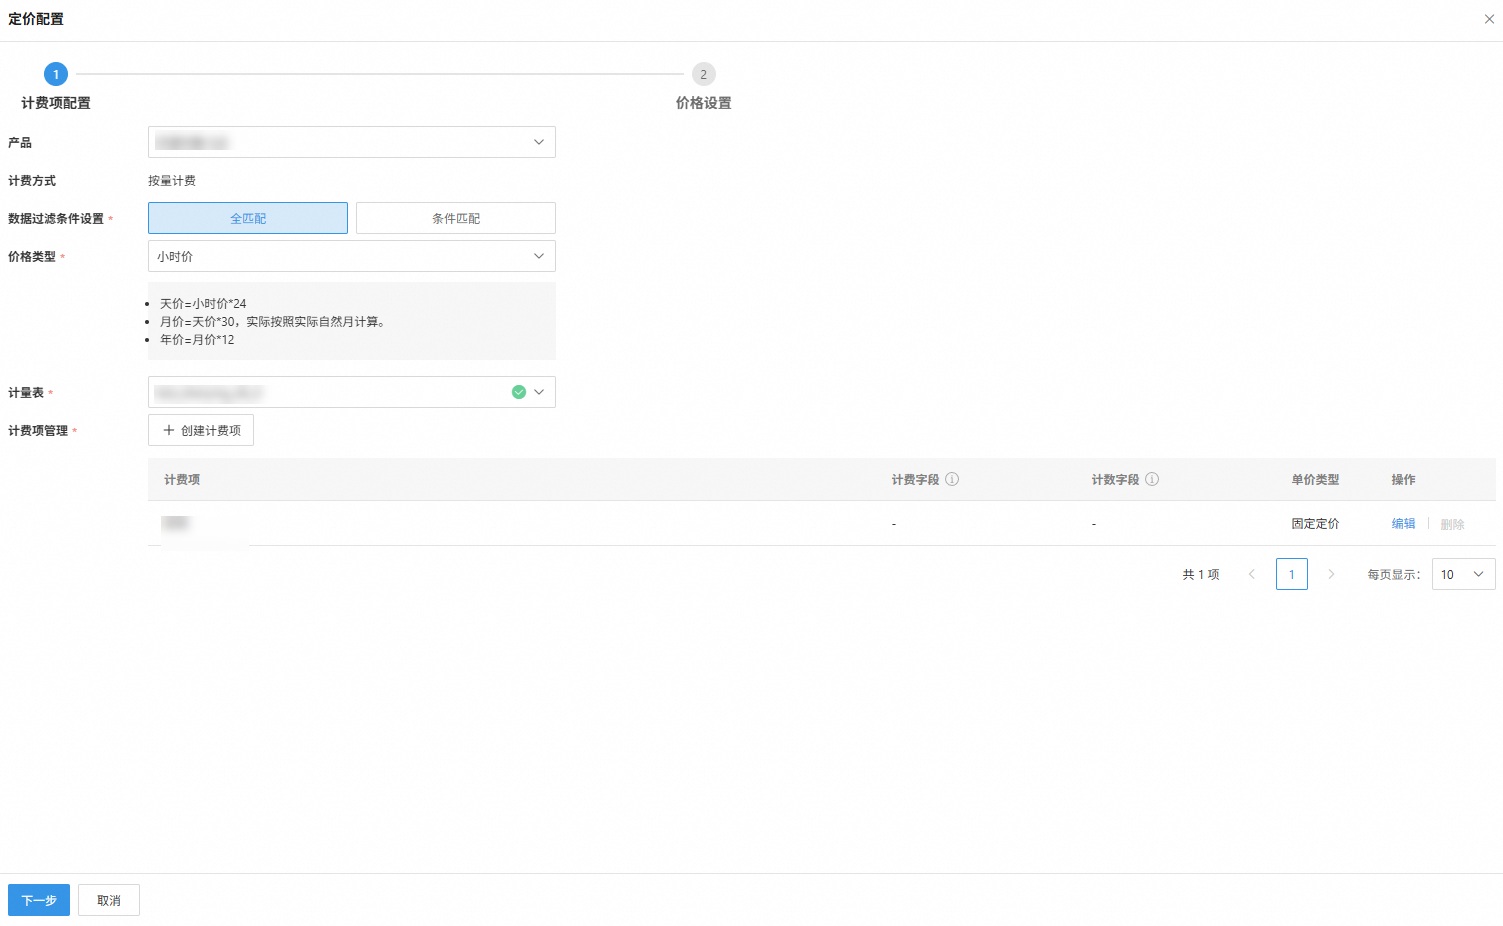 定价配置
1
2
计费项配置
价格设置
产品
计费方式
按量计费
数据过滤条件设置 *
全匹配
条件匹配
价格类型 *
小时价
天价=小时价*24
月价=天价*30，实际按照实际自然月计算。
年价=月价*12
计量表 *
计费项管理 *
创建计费项
计费项
计费字段
计数字段
单价类型
操作
-
-
固定定价
编辑
删除
共 1 项
1
每页显示：
10
下一步
取消